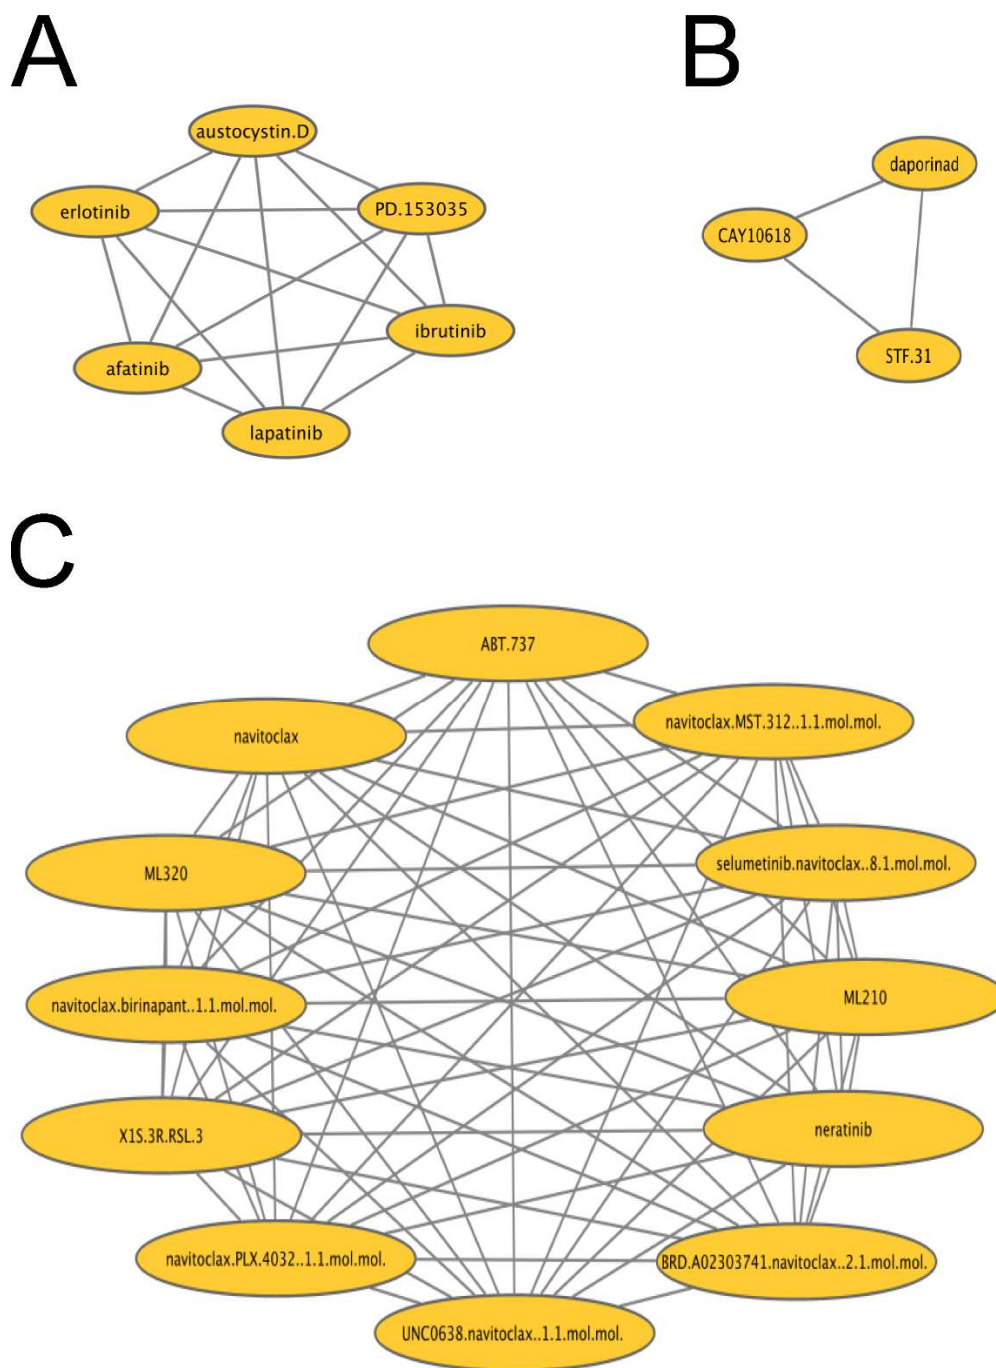 A
B
austocystin.D
erlotinib
PD.153035
ibrutinib
afatinib
lapatinib
daporinad
CAY10618
STF.31
C
ABT.737
navitoclax
navitoclax.MST.312..1.1.mol.mol.
ML320
selumetinib.navitoclax..8.1.mol.mol.
navitoclax.birinapant..1.1.mol.mol.
ML210
X1S.3R.RSL.3
neratinib
navitoclax.PLX.4032..1.1.mol.mol.
BRD.A02303741.navitoclax..2.1.mol.mol.
UNC0638.navitoclax..1.1.mol.mol.